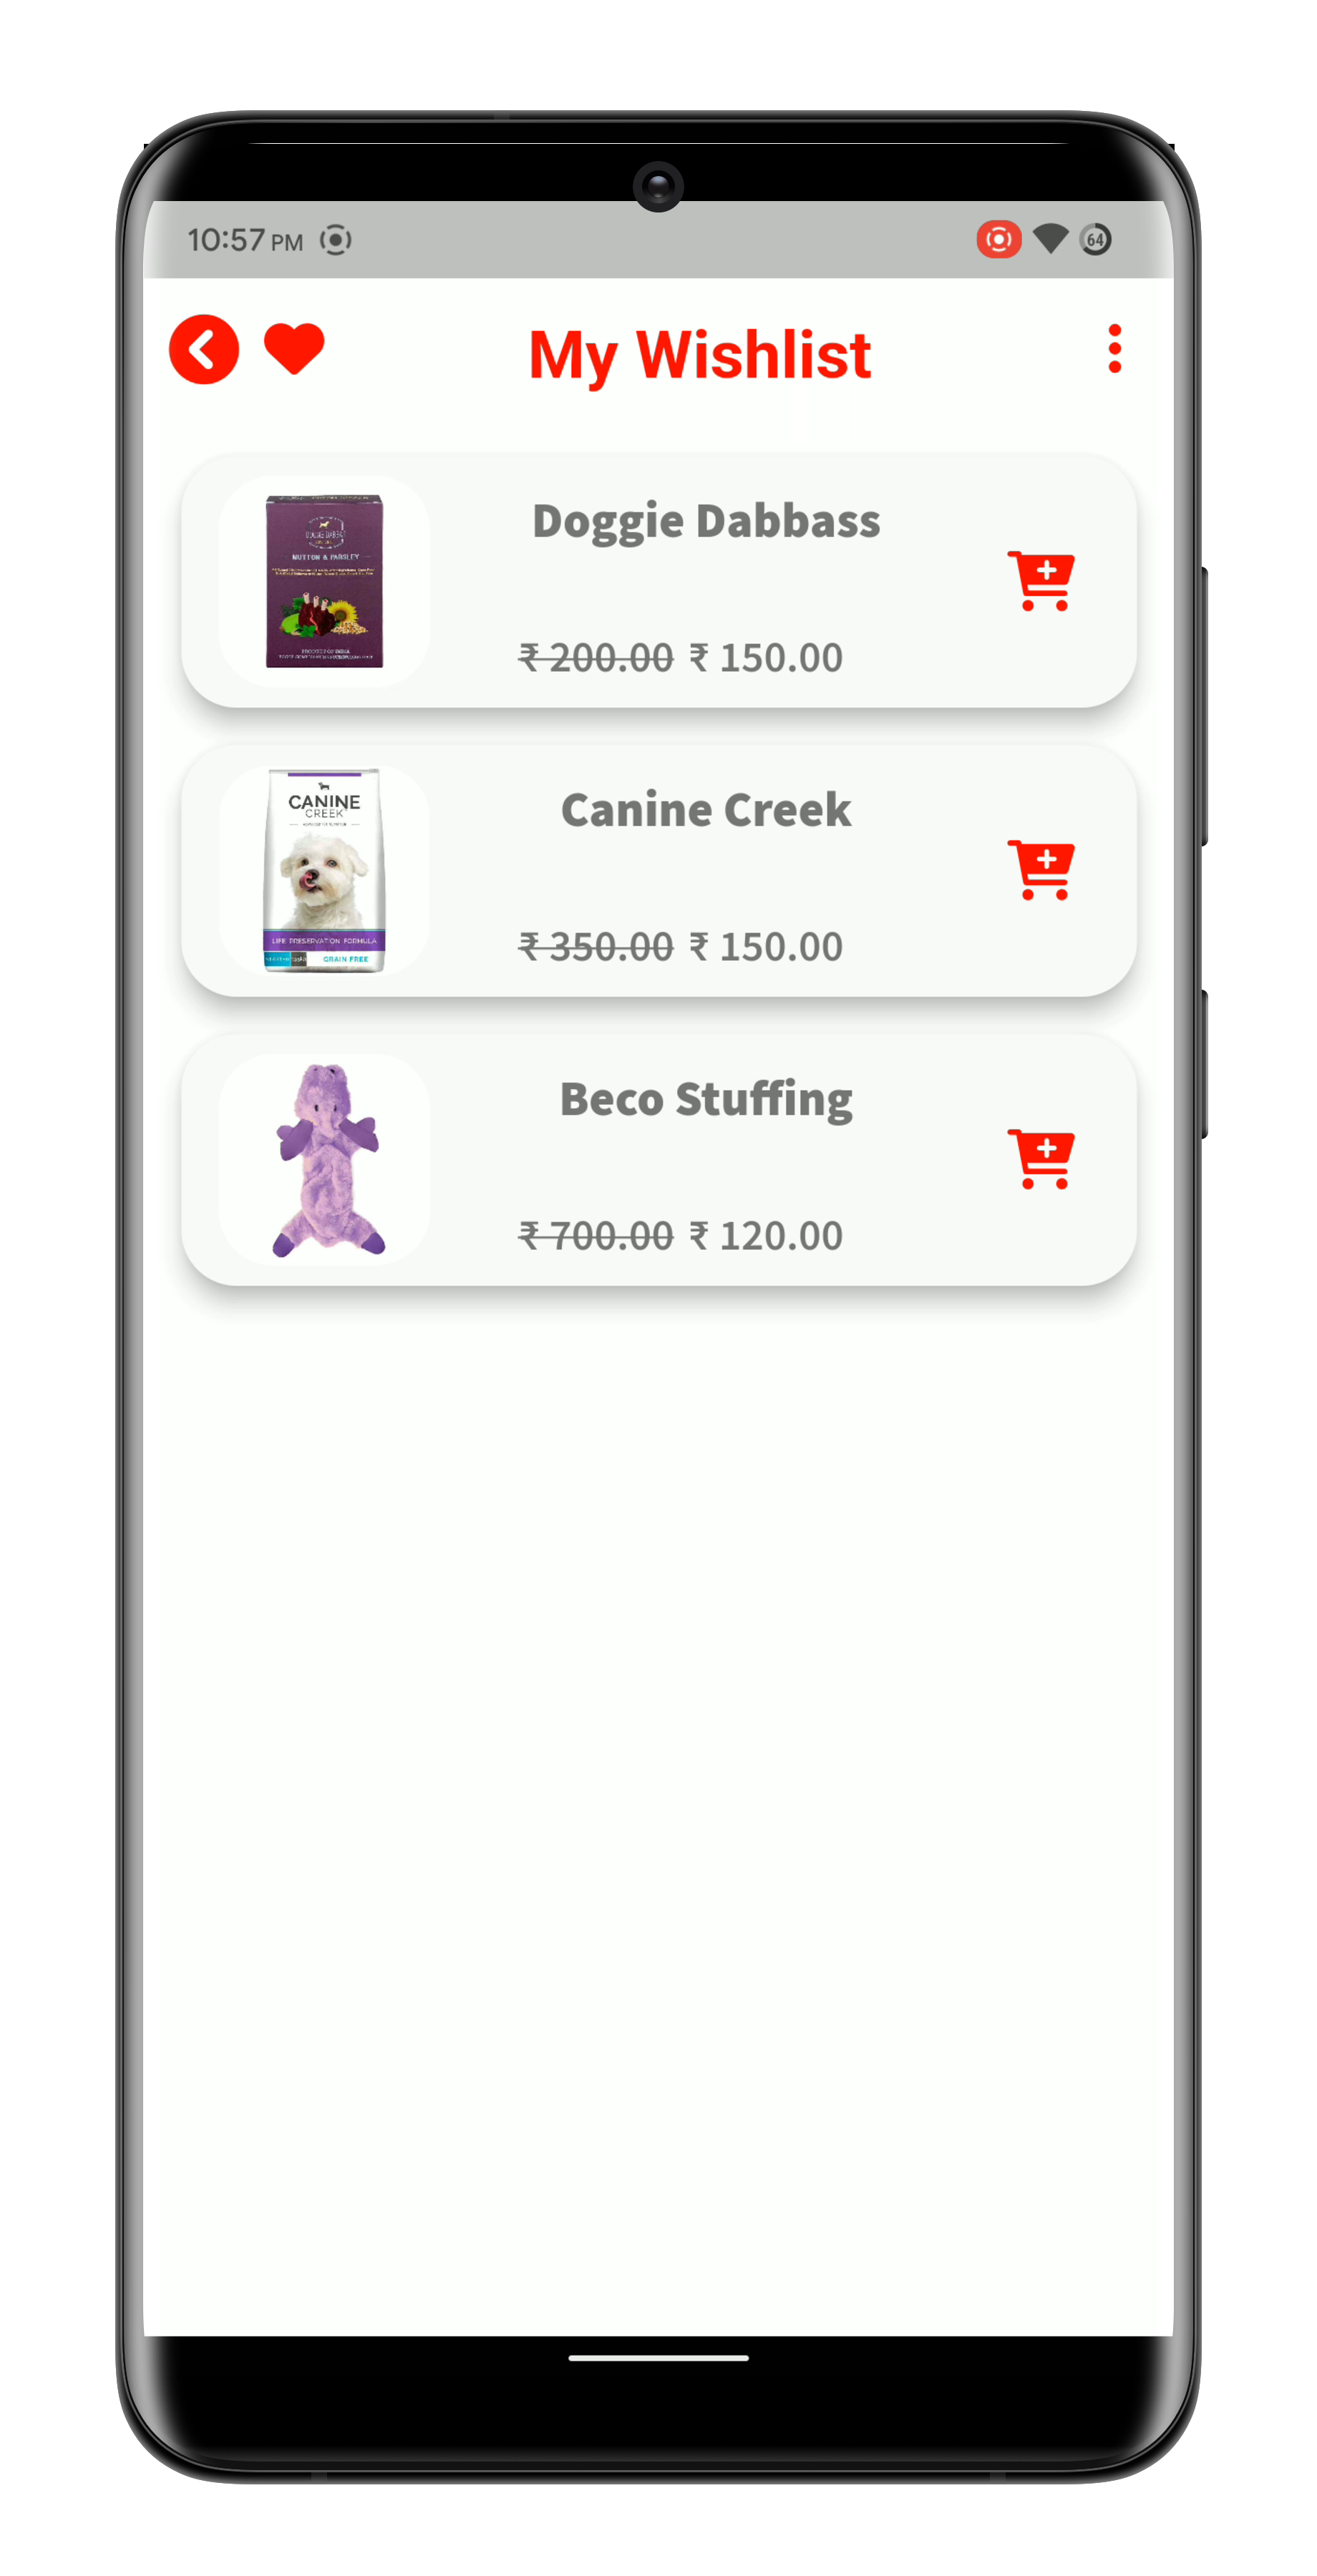 10:57 PM
64
My Wishlist
Doggie Dabbass
MUTTON & PARSLEY
₹ 200.00 ₹ 150.00
Canine Creek
CANINE
CREEK
LIFE PRESERVATION FORMULA
GRAIN FREE
₹ 350.00 ₹ 150.00
Beco Stuffing
₹ 700.00 ₹ 120.00